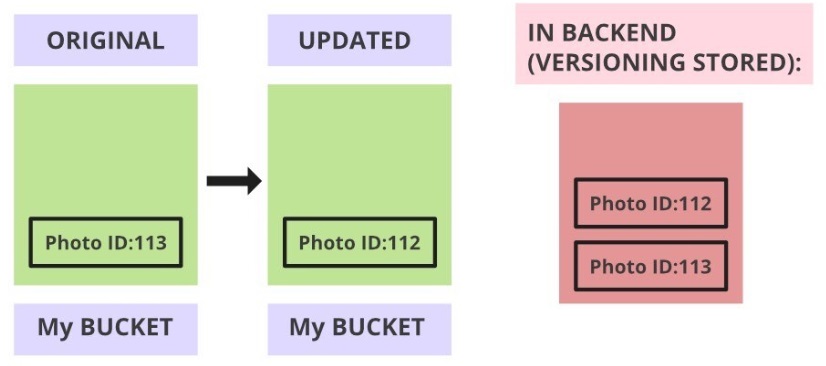 ORIGINAL
UPDATED
IN BACKEND
(VERSIONING STORED):
Photo ID:113
Photo ID:112
Photo ID:112
Photo ID:113
My BUCKET
My BUCKET